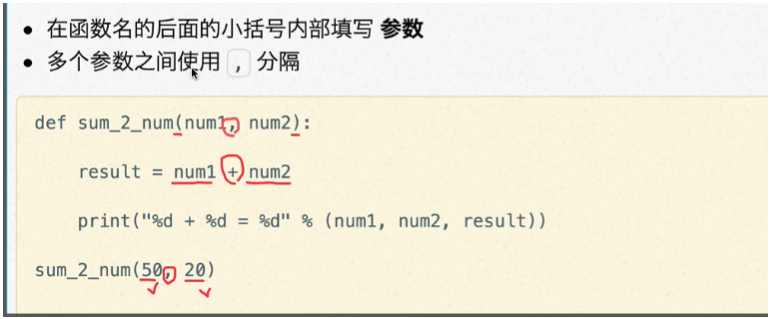 在函数名的后面的小括号内部填写 参数
多个参数之间使用 , 分隔
def sum_2_num(num1, num2):
result = num1 + num2
print("%d + %d = %d" % (num1, num2, result))
sum_2_num(50, 20)